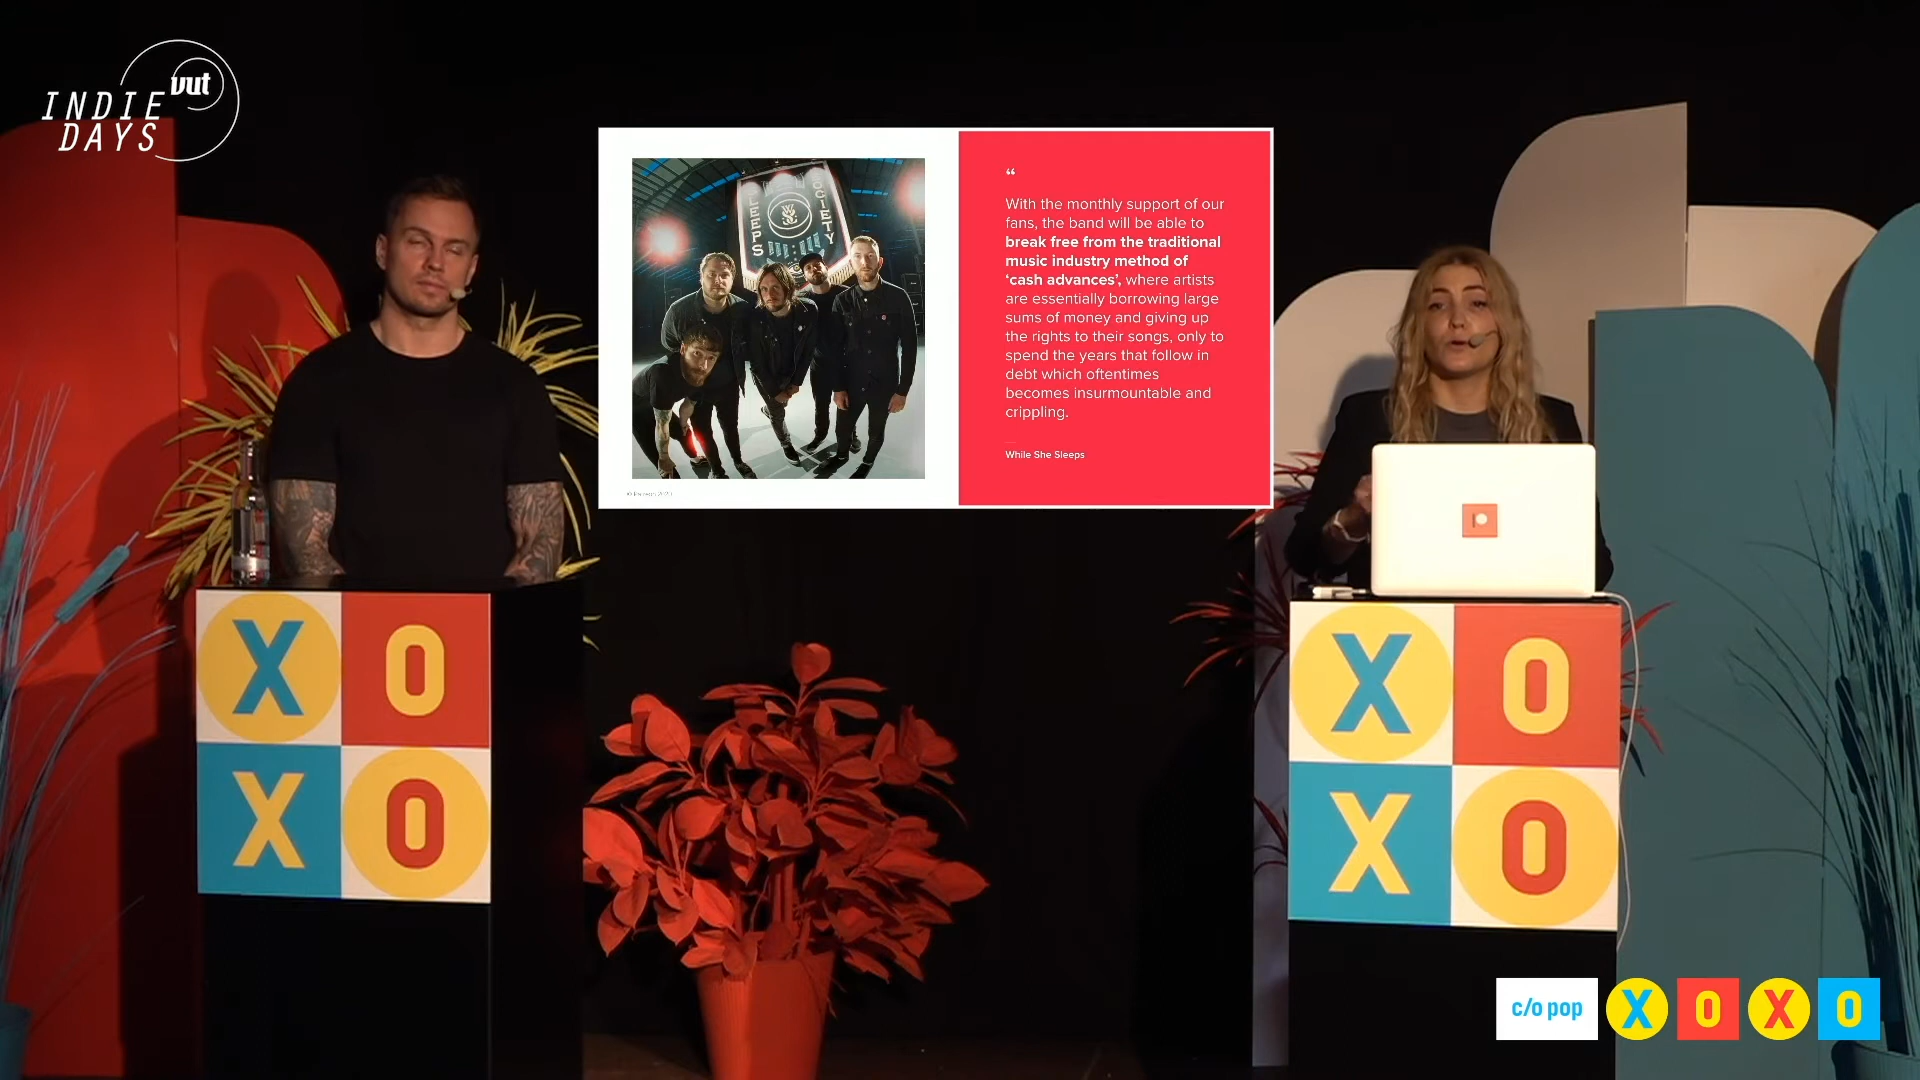 vut
INDIE
DAYS
SLEEPS
SOCIETY
“
With the monthly support of our
fans, the band will be able to
break free from the traditional
music industry method of
‘cash advances’, where artists
are essentially borrowing large
sums of money and giving up
the rights to their songs, only to
spend the years that follow in
debt which oftentimes
becomes insurmountable and
crippling.
While She Sleeps
X O
X O
X O
X O
c/o pop X O X O